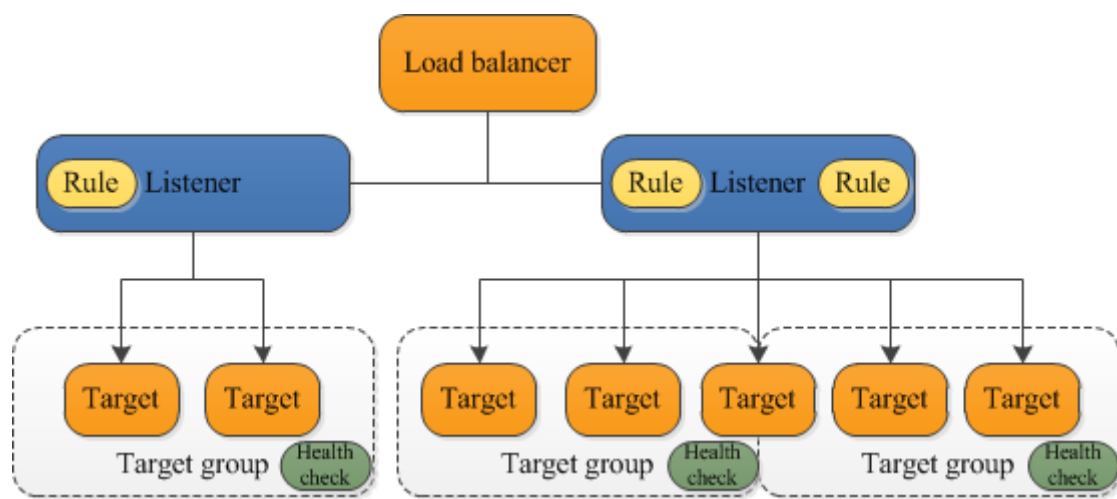 Load balancer
Rule Listener
Rule Listener Rule
Target Target
Target Target Target Target Target
Target group
Health
check
Target group
Health
check
Target group
Health
check